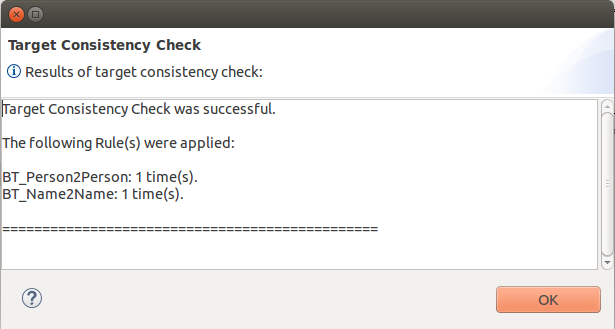 Target Consistency Check
Results of target consistency check:
Target Consistency Check was successful.
The following Rule(s) were applied:
BT_Person2Person: 1 time(s).
BT_Name2Name: 1 time(s).
===============================================
OK